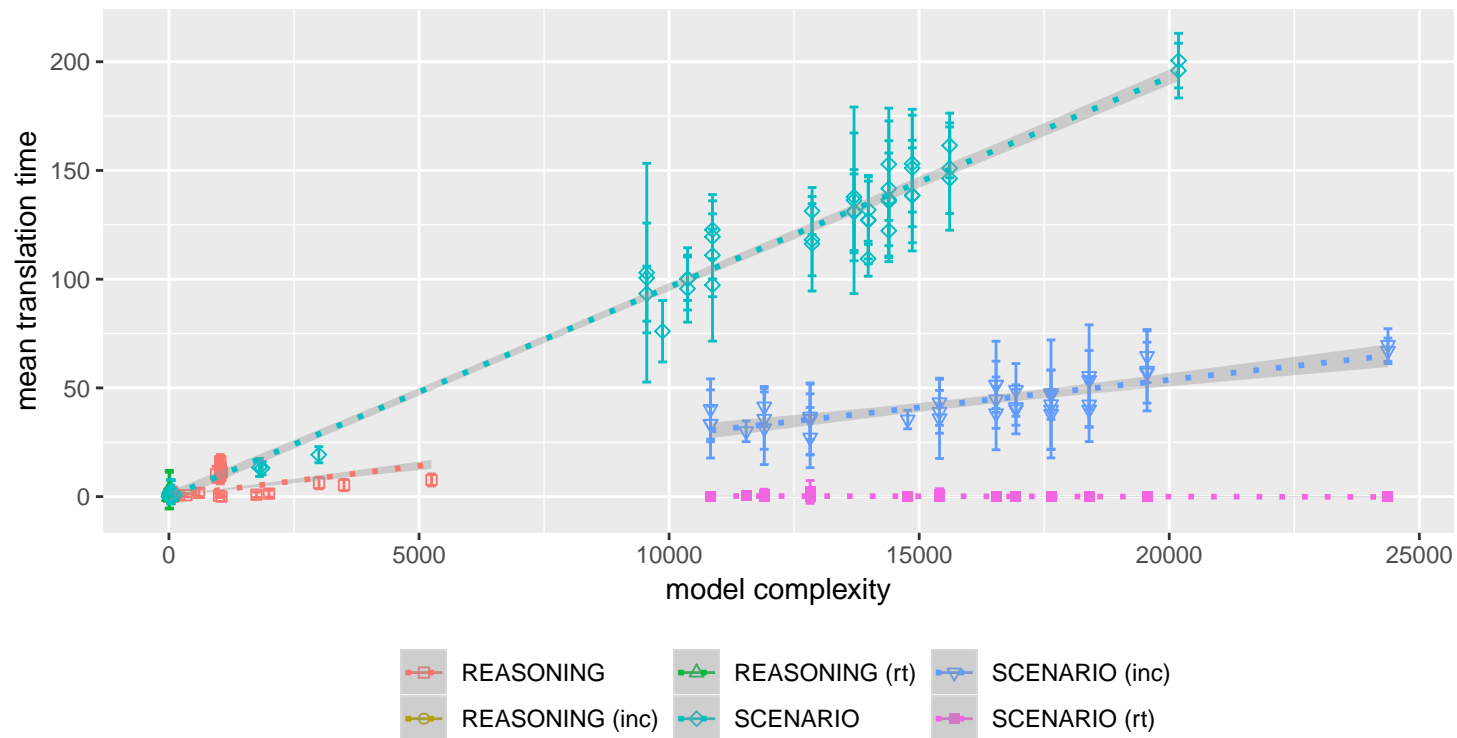 200
150
100
50
0
mean translation time
0 5000 10000 15000 20000 25000
model complexity
REASONING REASONING (rt) SCENARIO (inc)
REASONING (inc) SCENARIO SCENARIO (rt)